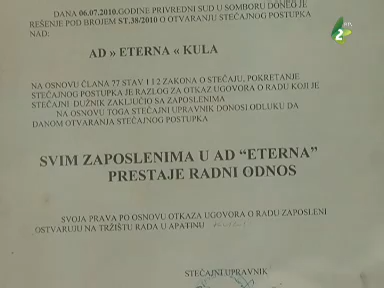 DANA 06.07.2010.GODINE PRIVREDNI SUD U SOMBORU DONEO JE
REŠENJE POD BROJEM ST.38/2010 O OTVARANJU STEČAJNOG POSTUPKA
NAD:
AD » ETERNA « KULA
NA OSNOVU ČLANA 77 STAV 1 I 2 ZAKONA O STEČAJU, POKRETANJE
STEČAJNOG POSTUPKA JE RAZLOG ZA OTKAZ UGOVORA O RADU KOJI JE
STEČAJNI DUŽNIK ZAKLJUČIO SA ZAPOSLENIMA
NA OSNOVU TOGA STEČAJNI UPRAVNIK DONOSI ODLUKU DA
DANOM OTVARANJA STEČAJNOG POSTUPKA
SVIM ZAPOSLENIMA U AD “ETERNA”
PRESTAJE RADNI ODNOS
SVOJA PRAVA PO OSNOVU OTKAZA UGOVORA O RADU ZAPOSLENI
OSTVARUJU NA TRŽIŠTU RADA U APATINU
STEČAJNI UPRAVNIK
2